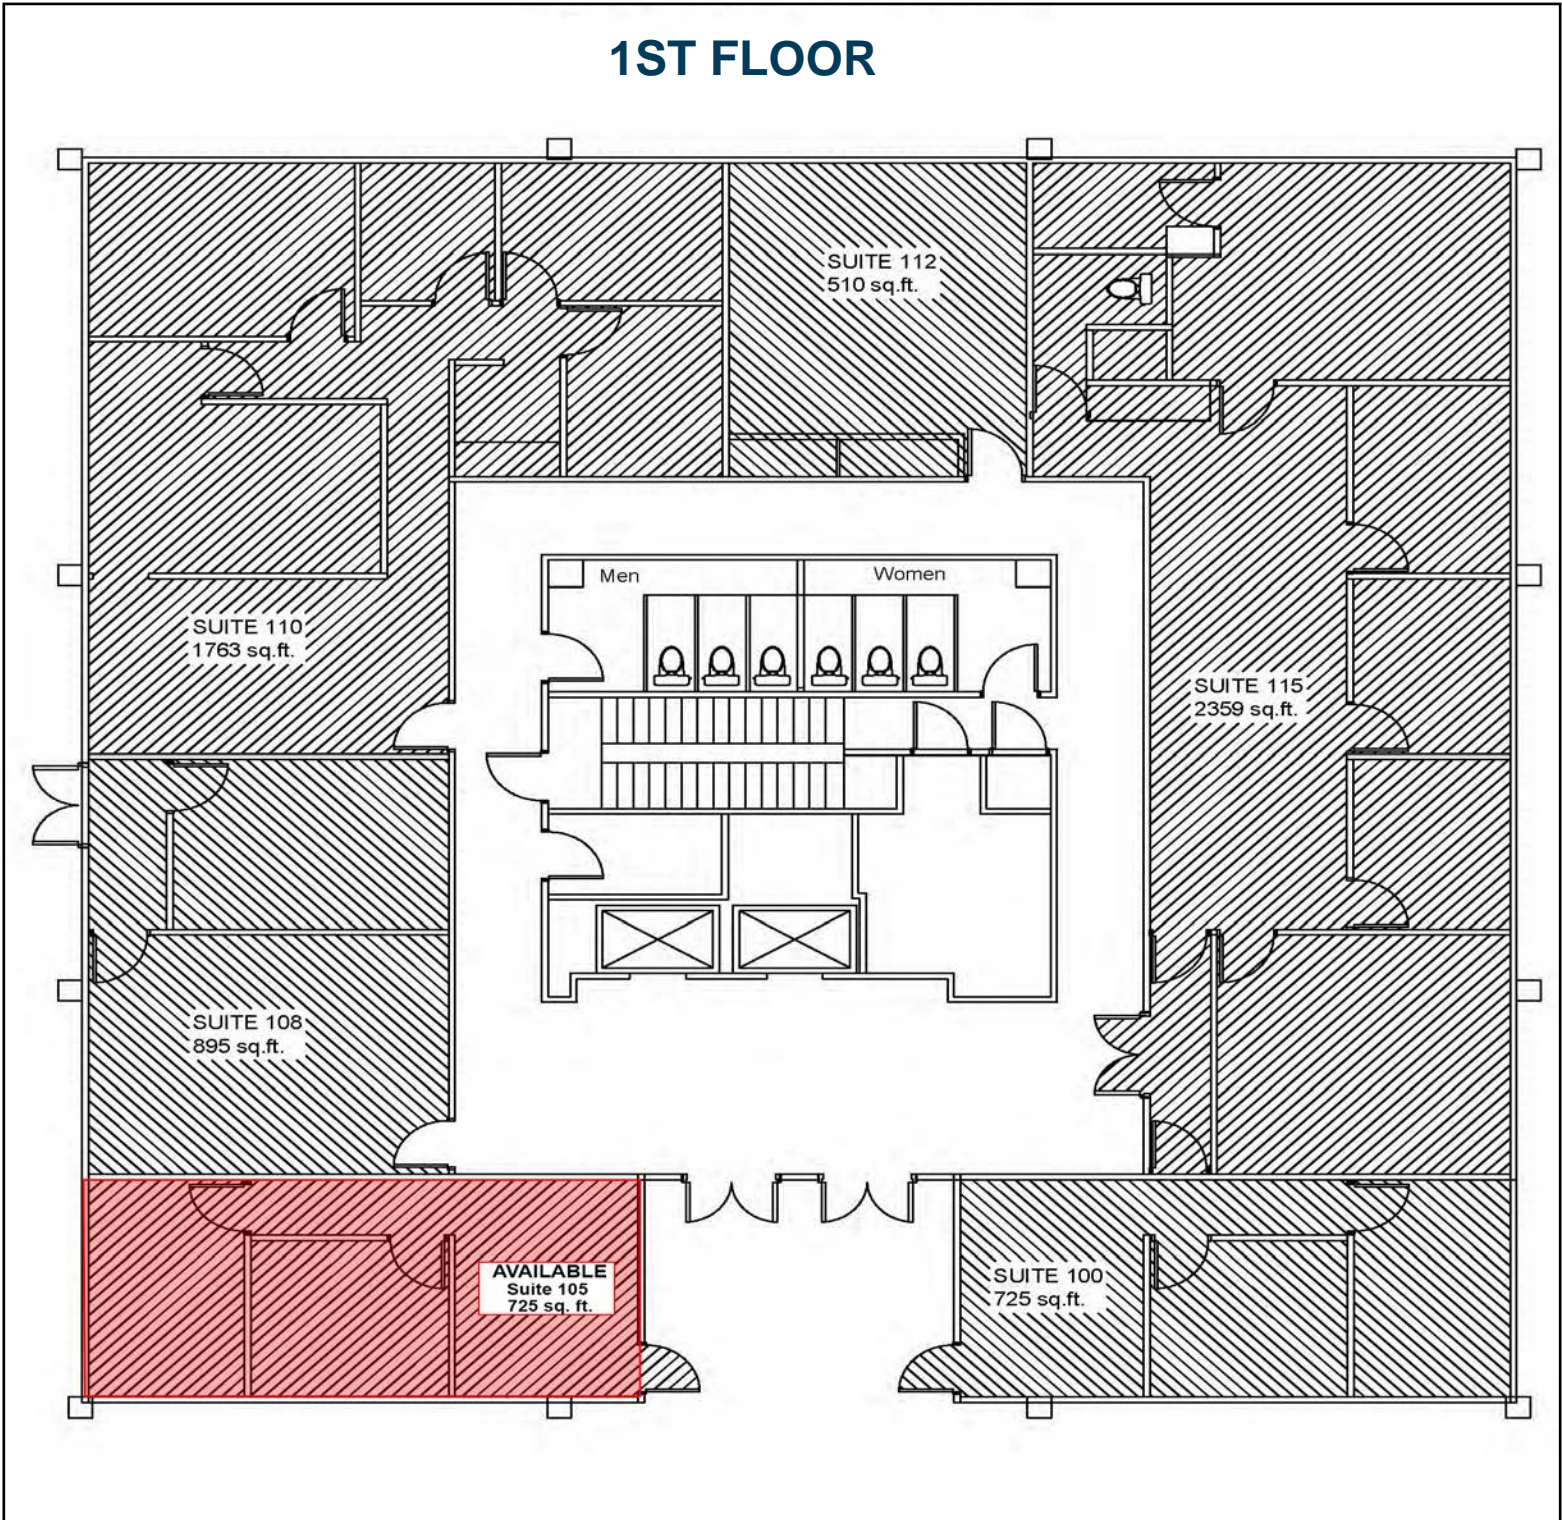 1ST FLOOR
SUITE 112
510 sq.ft.
Men
Women
SUITE 110
1763 sq.ft.
SUITE 115
2359 sq.ft.
SUITE 108
895 sq.ft.
AVAILABLE
Suite 105
725 sq. ft.
SUITE 100
725 sq.ft.